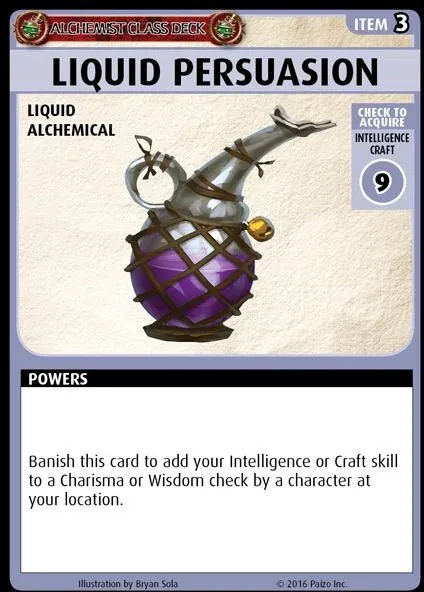 ALCHEMIST CLASS DECK
ITEM 3
LIQUID PERSUASION
LIQUID
ALCHEMICAL
CHECK TO
ACQUIRE
INTELLIGENCE
CRAFT
9
POWERS
Banish this card to add your Intelligence or Craft skill
to a Charisma or Wisdom check by a character at
your location.
Illustration by Bryan Sola © 2016 Paizo Inc.